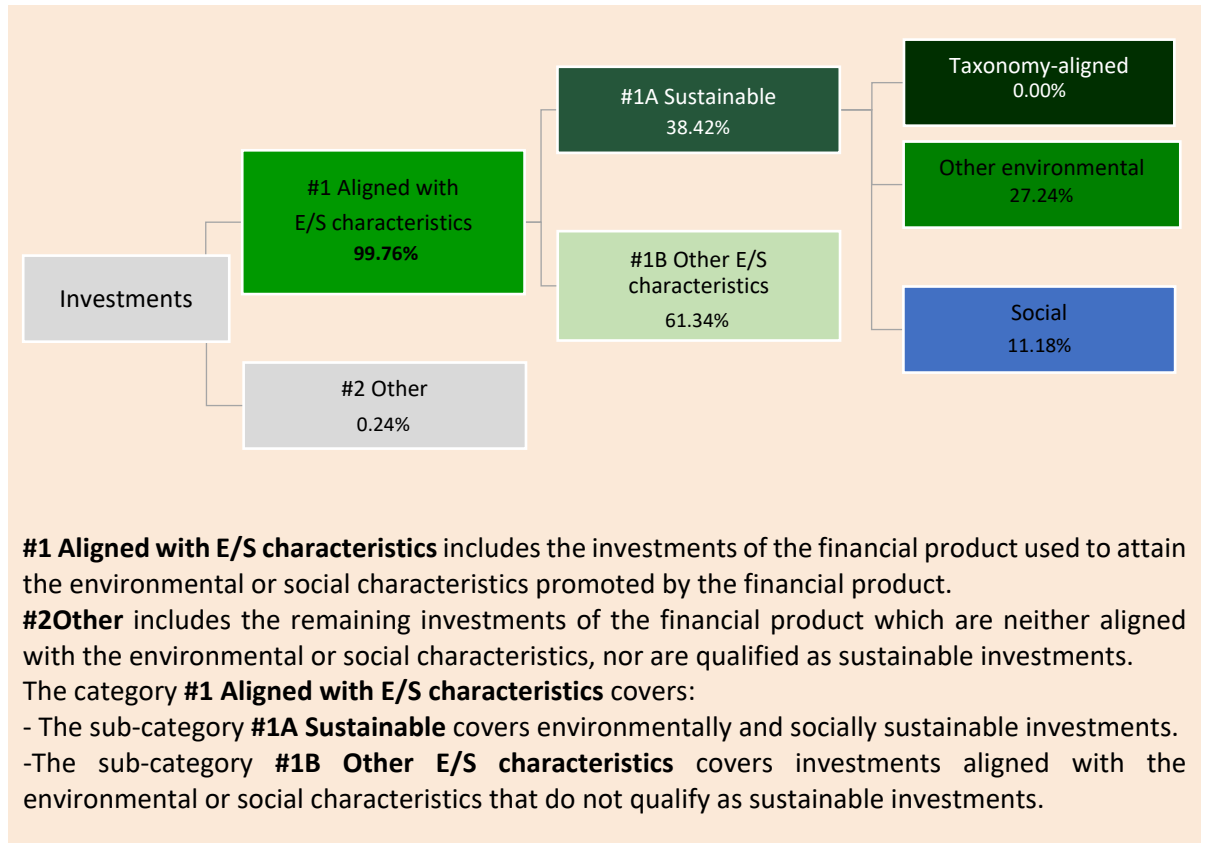 Investments
#1 Aligned with
E/S characteristics
99.76%
#2 Other
0.24%
#1A Sustainable
38.42%
#1B Other E/S
characteristics
61.34%
Taxonomy-aligned
0.00%
Other environmental
27.24%
Social
11.18%
#1 Aligned with E/S characteristics includes the investments of the financial product used to attain
the environmental or social characteristics promoted by the financial product.
#2Other includes the remaining investments of the financial product which are neither aligned
with the environmental or social characteristics, nor are qualified as sustainable investments.
The category #1 Aligned with E/S characteristics covers:
- The sub-category #1A Sustainable covers environmentally and socially sustainable investments.
-The sub-category #1B Other E/S characteristics covers investments aligned with the
environmental or social characteristics that do not qualify as sustainable investments.